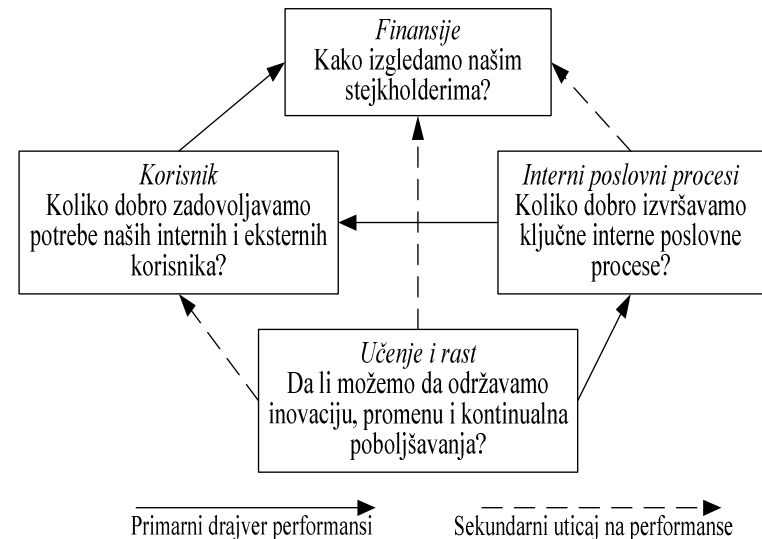 Finansije
Kako izgledamo našim
stejkholderima?
Korisnik
Koliko dobro zadovoljavamo
potrebe naših internih i eksternih
korisnika?
Interni poslovni procesi
Koliko dobro izvršavamo
ključne interne poslovne
procese?
Učenje i rast
Da li možemo da održavamo
inovaciju, promenu i kontinualna
poboljšavanja?
Primarni drajver performansi
Sekundarni uticaj na performanse